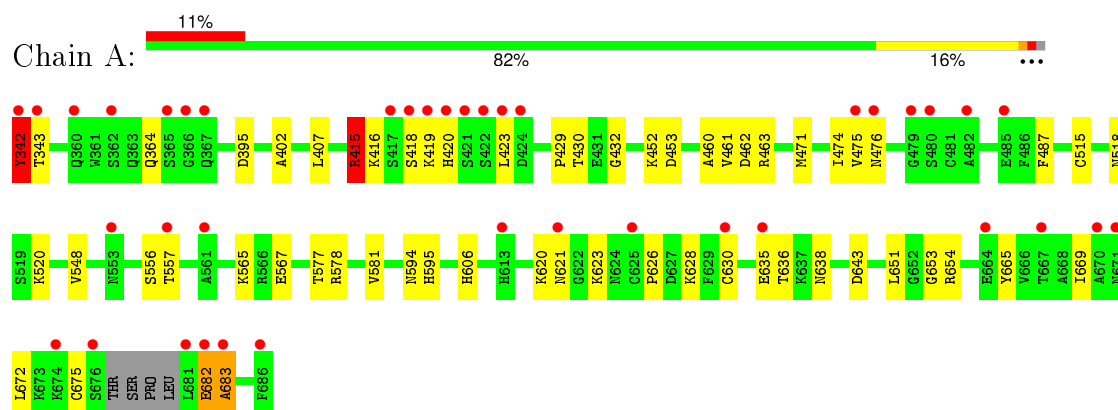 11%
Chain A:
82% 16% •••
Y342 T343 Q360 W361 S362 Q363 Q364 S365 G366 Q367 D395 A402 L407 R415 K416 S417 S418 K419 H420 S421 S422 L423 D424 P429 T430 E431 G432 K452 D453 A460 V461 D462 R463 M471 I474 V475 N476 G479 S480 C481 A482 E485 F486 F487 C515 N518
S519 K520 V548 N553 S556 T557 A561 K565 R566 E567 T577 R578 V581 N594 H595 H606 H613 K620 N621 G622 K623 N624 C625 P626 D627 K628 F629 C630 E635 T636 K637 N638 D643 L651 G652 G653 R654 E664 Y665 V666 T667 A668 I669 A670 N671
L672 K673 K674 C675 S676 THR SER PRO LEU L681 E682 A683 F686